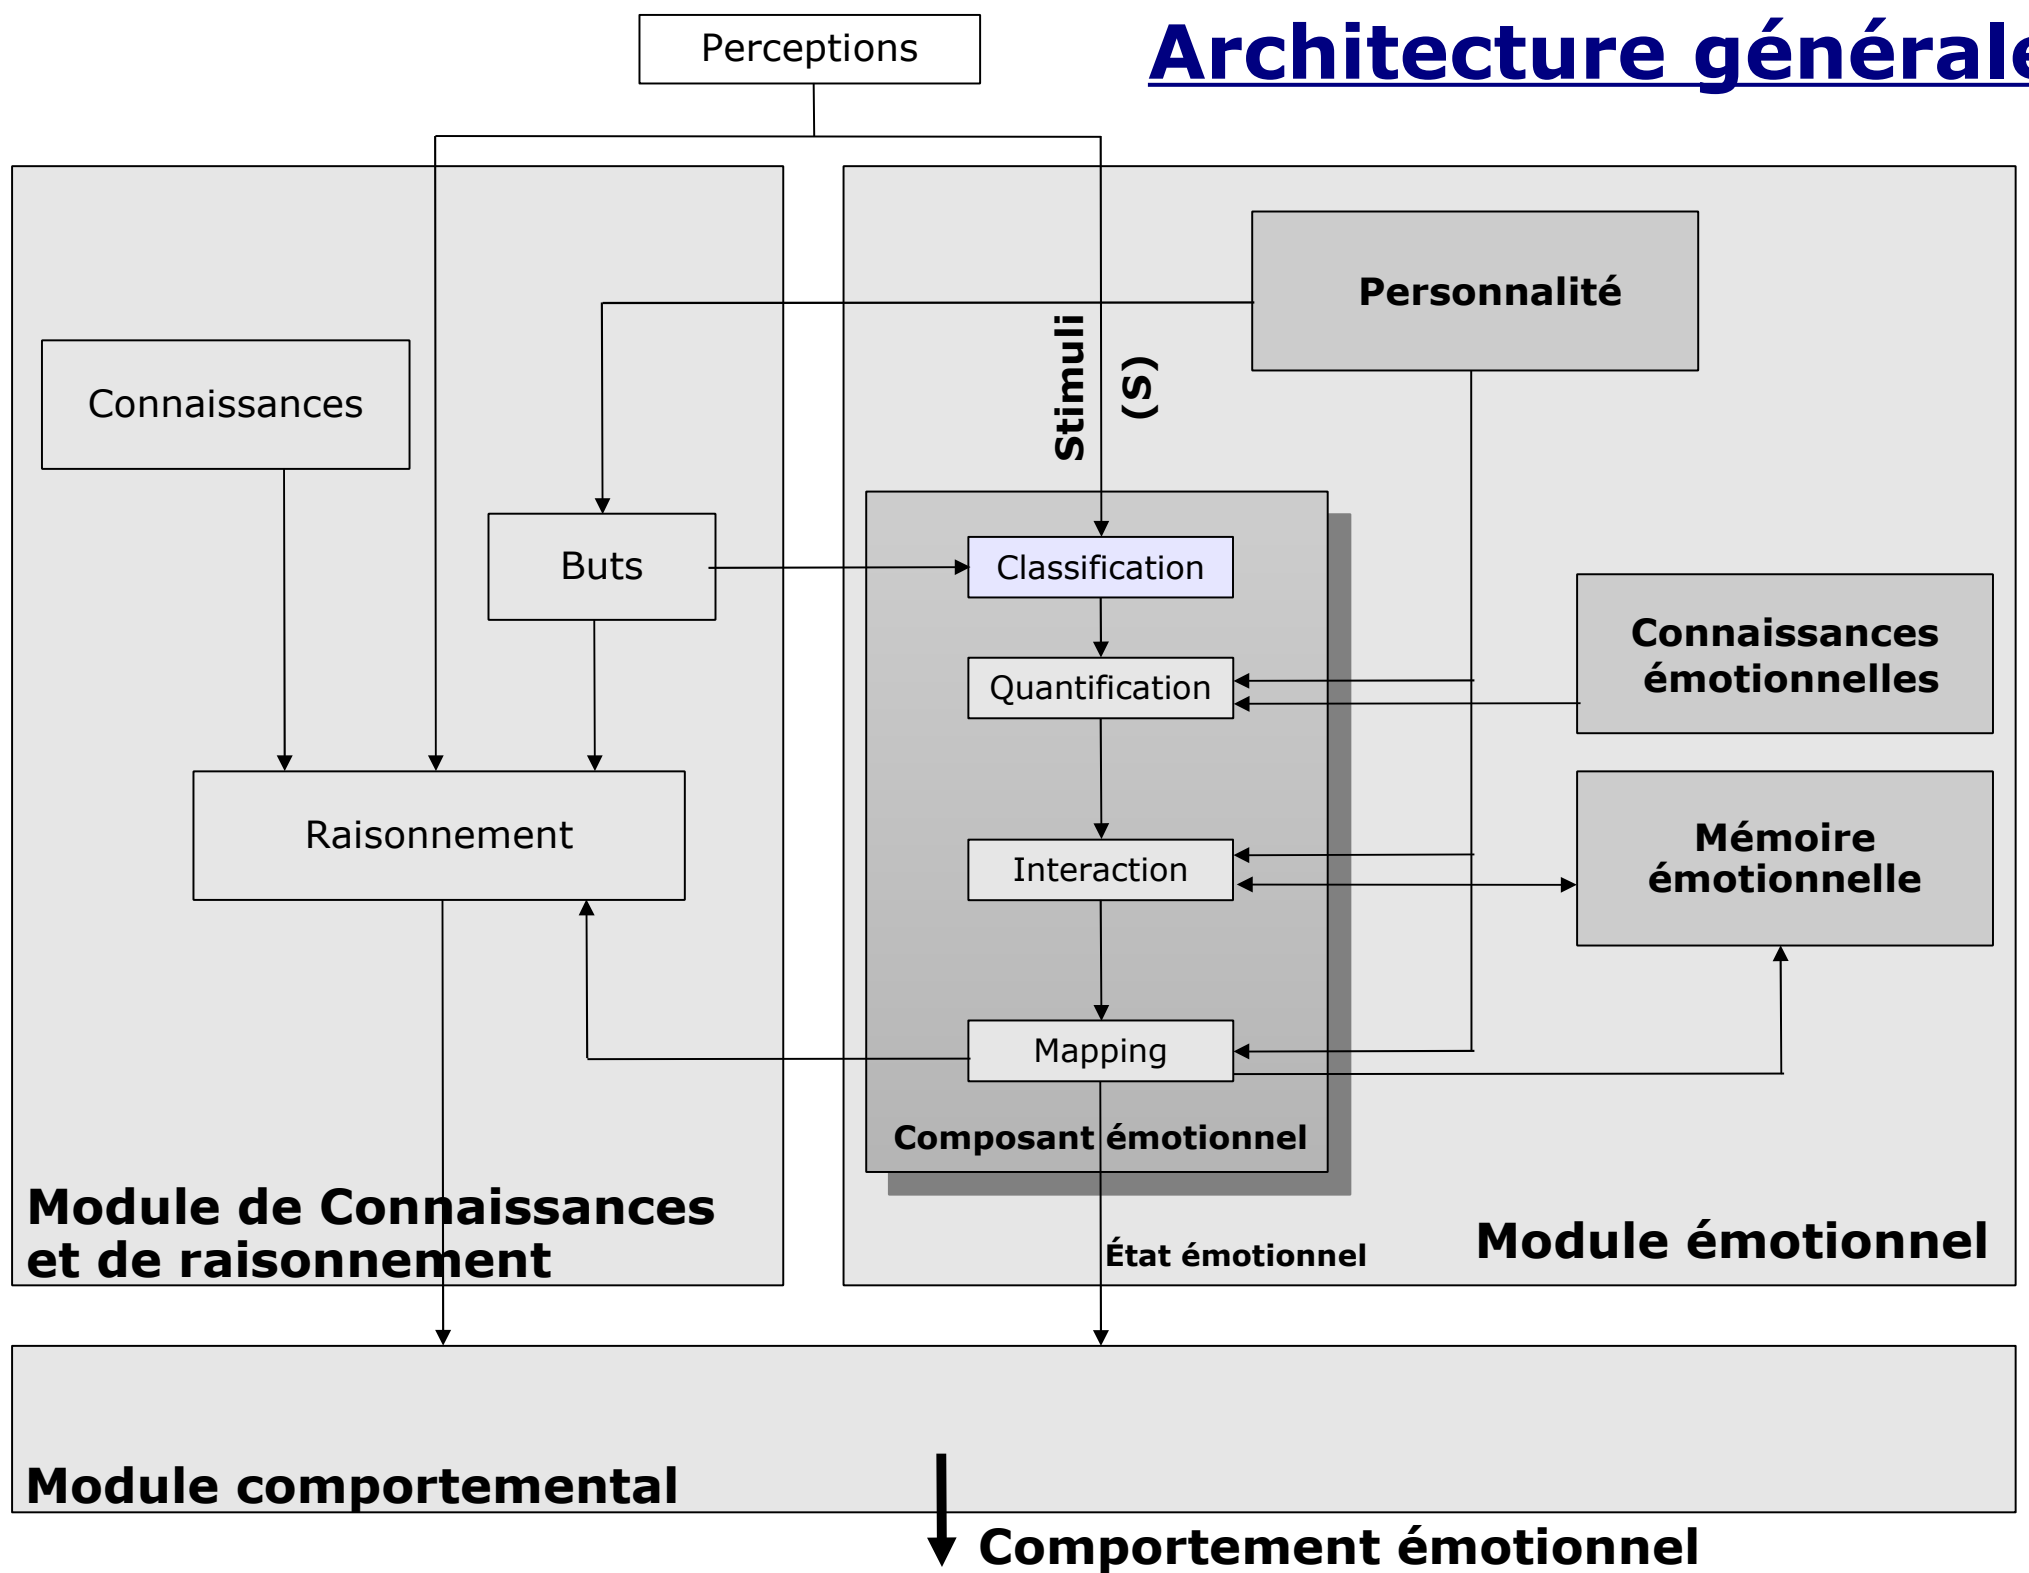 Perceptions
Architecture générale
Personnalité
Stimuli
(S)
Connaissances
Buts
Classification
Connaissances
émotionnelles
Quantification
Raisonnement
Mémoire
émotionnelle
Interaction
Mapping
Composant émotionnel
Module de Connaissances
et de raisonnement
État émotionnel
Module émotionnel
Module comportemental
Comportement émotionnel